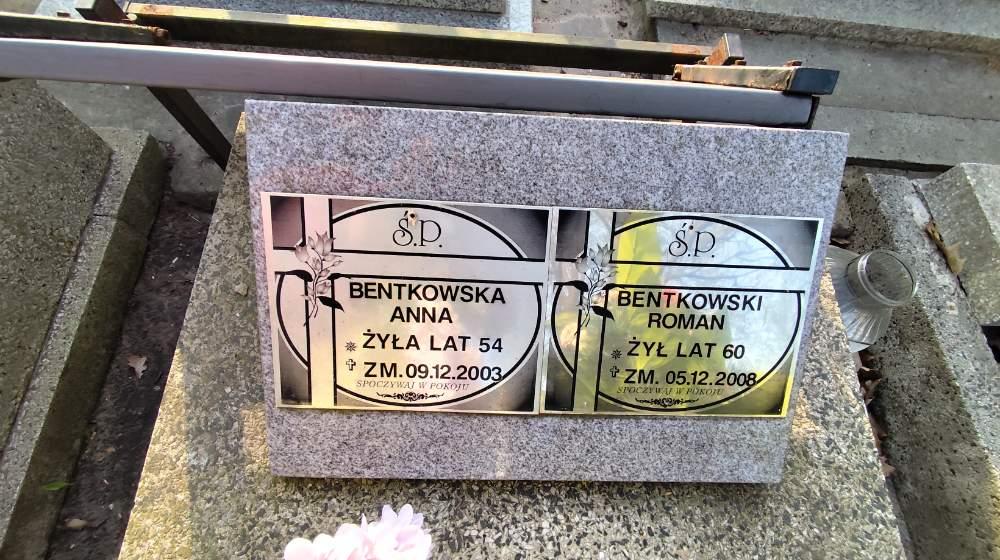 Ś.P.
BENTKOWSKA
ANNA
ŻYŁA LAT 54
ZM. 09.12.2003
SPOCZYWAJ W POKOJU
Ś.P.
BENTKOWSKI
ROMAN
ŻYŁ LAT 60
ZM. 05.12.2008
SPOCZYWAJ W POKOJU